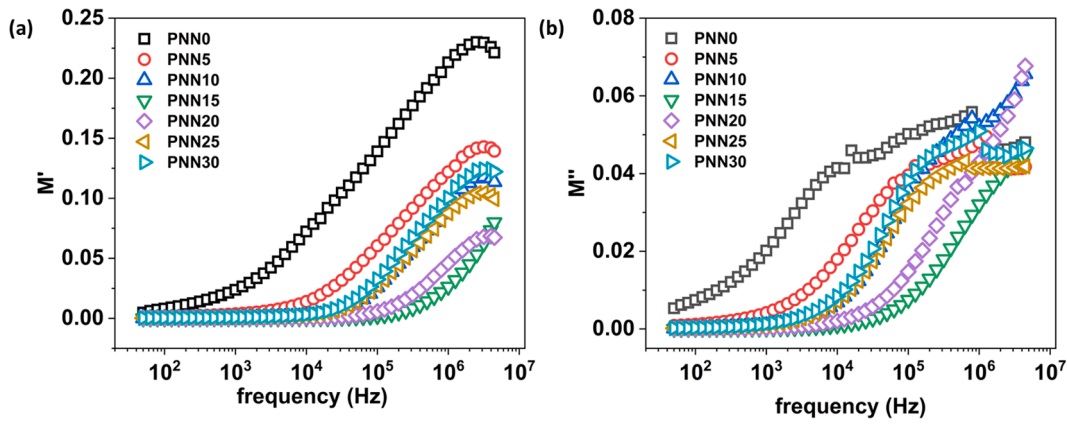 (a)
0.25
0.20
0.15
0.10
0.05
0.00
M'
PNN0
PNN5
PNN10
PNN15
PNN20
PNN25
PNN30
10² 10³ 10⁴ 10⁵ 10⁶ 10⁷
frequency (Hz)
(b)
0.08
0.06
0.04
0.02
0.00
M"
PNN0
PNN5
PNN10
PNN15
PNN20
PNN25
PNN30
10² 10³ 10⁴ 10⁵ 10⁶ 10⁷
frequency (Hz)